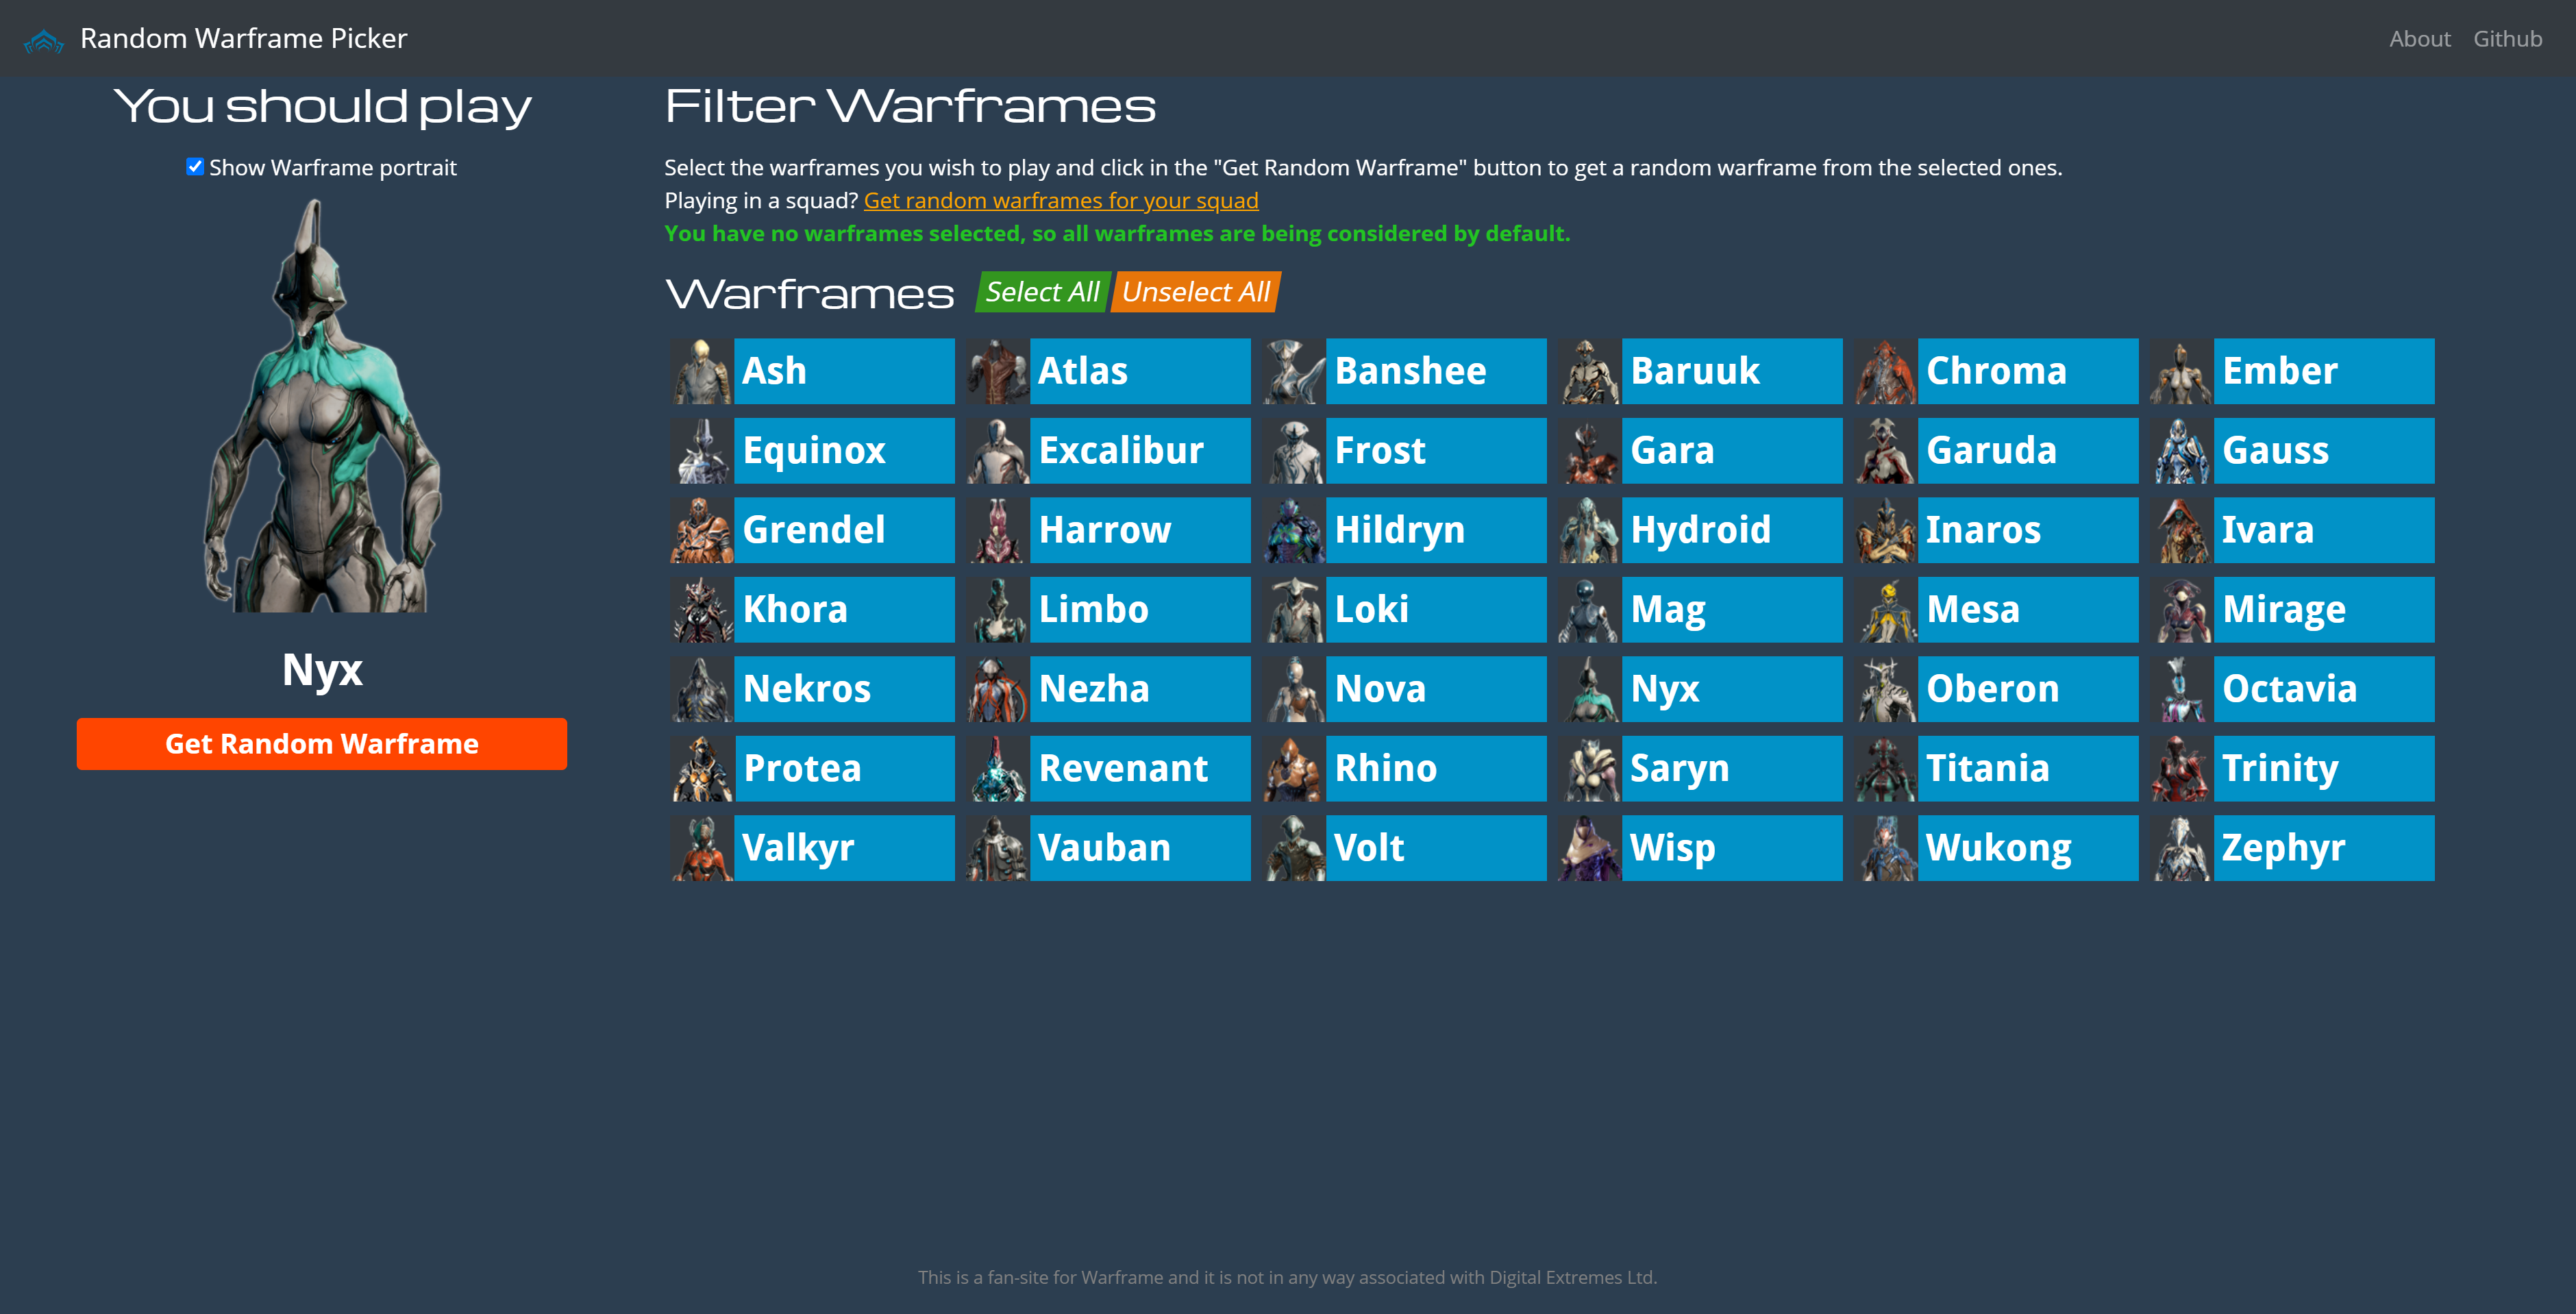 Random Warframe Picker
About
Github
You should play
Show Warframe portrait
Nyx
Get Random Warframe
Filter Warframes
Select the warframes you wish to play and click in the "Get Random Warframe" button to get a random warframe from the selected ones.
Playing in a squad? Get random warframes for your squad
You have no warframes selected, so all warframes are being considered by default.
Warframes
Select All
Unselect All
Ash
Atlas
Banshee
Baruuk
Chroma
Ember
Equinox
Excalibur
Frost
Gara
Garuda
Gauss
Grendel
Harrow
Hildryn
Hydroid
Inaros
Ivara
Khora
Limbo
Loki
Mag
Mesa
Mirage
Nekros
Nezha
Nova
Nyx
Oberon
Octavia
Protea
Revenant
Rhino
Saryn
Titania
Trinity
Valkyr
Vauban
Volt
Wisp
Wukong
Zephyr
This is a fan-site for Warframe and it is not in any way associated with Digital Extremes Ltd.